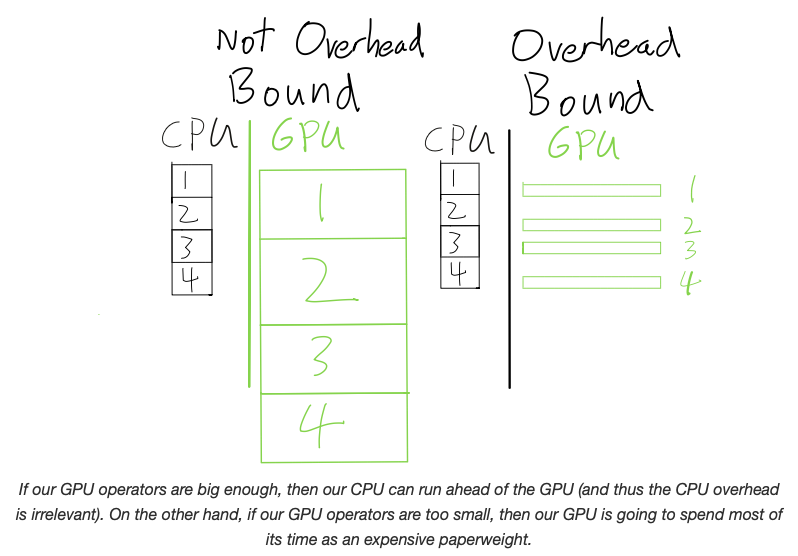 Not Overhead
Bound
CPU GPU
1
2
3
4
1
2
3
4
Overhead
Bound
CPU GPU
1
2
3
4
1
2
3
4
If our GPU operators are big enough, then our CPU can run ahead of the GPU (and thus the CPU overhead
is irrelevant). On the other hand, if our GPU operators are too small, then our GPU is going to spend most of
its time as an expensive paperweight.